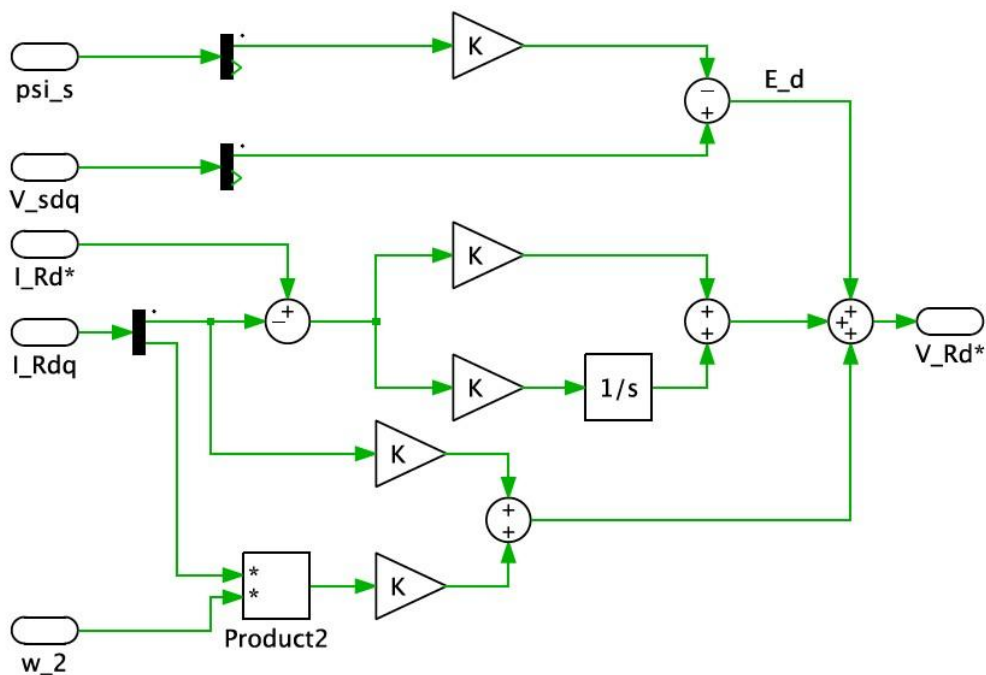 K
psi_s
−
+
E_d
V_sdq
K
I_Rd*
+
−
+
+
+
+
+
I_Rdq
V_Rd*
K
1/s
K
+
+
*
*
K
Product2
w_2